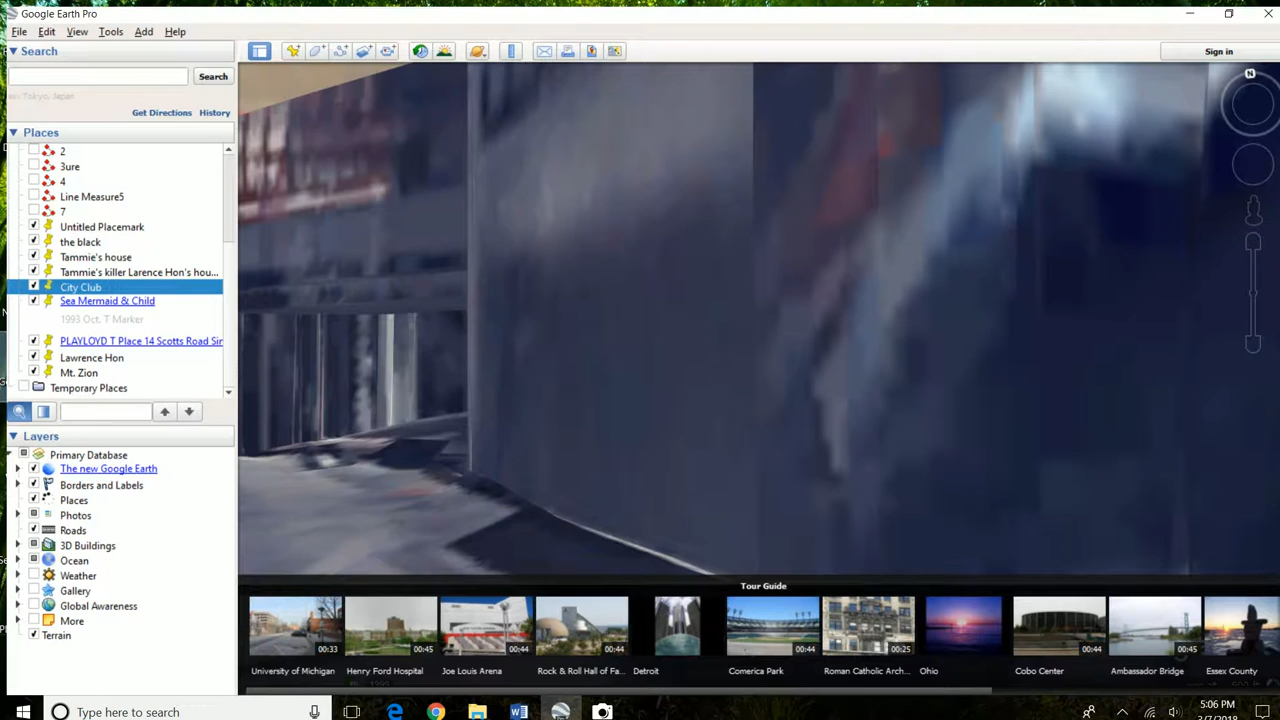 Google Earth Pro
File Edit View Tools Add Help
Search
Sign in
Search
Tokyo, Japan
Get Directions History
N
Places
2
3ure
4
Line Measure5
7
Untitled Placemark
the black
Tammie's house
Tammie's killer Larence Hon's hou...
City Club
Sea Mermaid & Child
1993 Oct. T Marker
PLAYLOYD T Place 14 Scotts Road Sin
Lawrence Hon
Mt. Zion
Temporary Places
Layers
Primary Database
The new Google Earth
Borders and Labels
Places
Photos
Roads
3D Buildings
Ocean
Weather
Gallery
Global Awareness
More
Terrain
Tour Guide
00:33 00:45 00:44 00:44 00:44 00:25 00:44 00:45
University of Michigan Henry Ford Hospital Joe Louis Arena Rock & Roll Hall of Fa... Detroit Comerica Park Roman Catholic Arch... Ohio Cobo Center Ambassador Bridge Essex County
1993
Type here to search
5:06 PM
3/7/2018